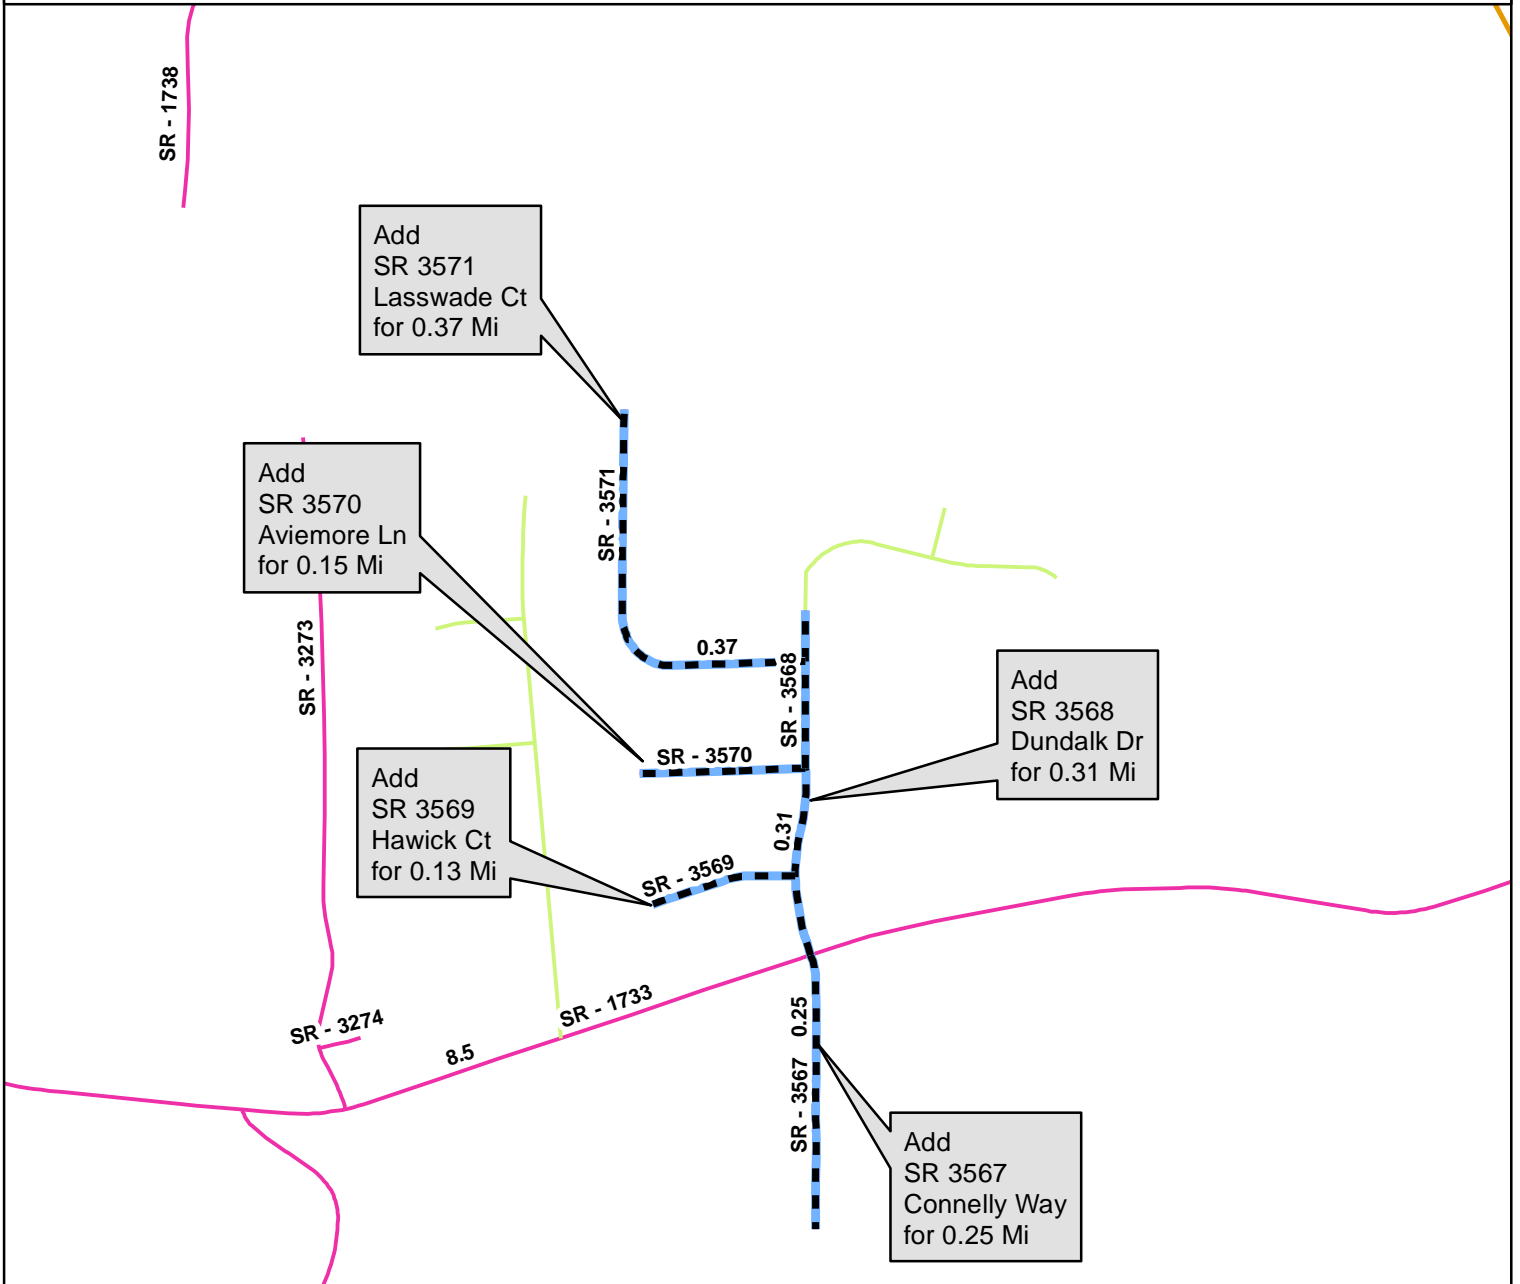 SR - 1738
Add
SR 3571
Lasswade Ct
for 0.37 Mi
SR - 3571
Add
SR 3570
Aviemore Ln
for 0.15 Mi
SR - 3273
0.37
SR - 3568
Add
SR 3568
Dundalk Dr
for 0.31 Mi
SR - 3570
Add
SR 3569
Hawick Ct
for 0.13 Mi
0.31
SR - 3569
SR - 1733
SR - 3274
8.5
0.25
SR - 3567
Add
SR 3567
Connelly Way
for 0.25 Mi